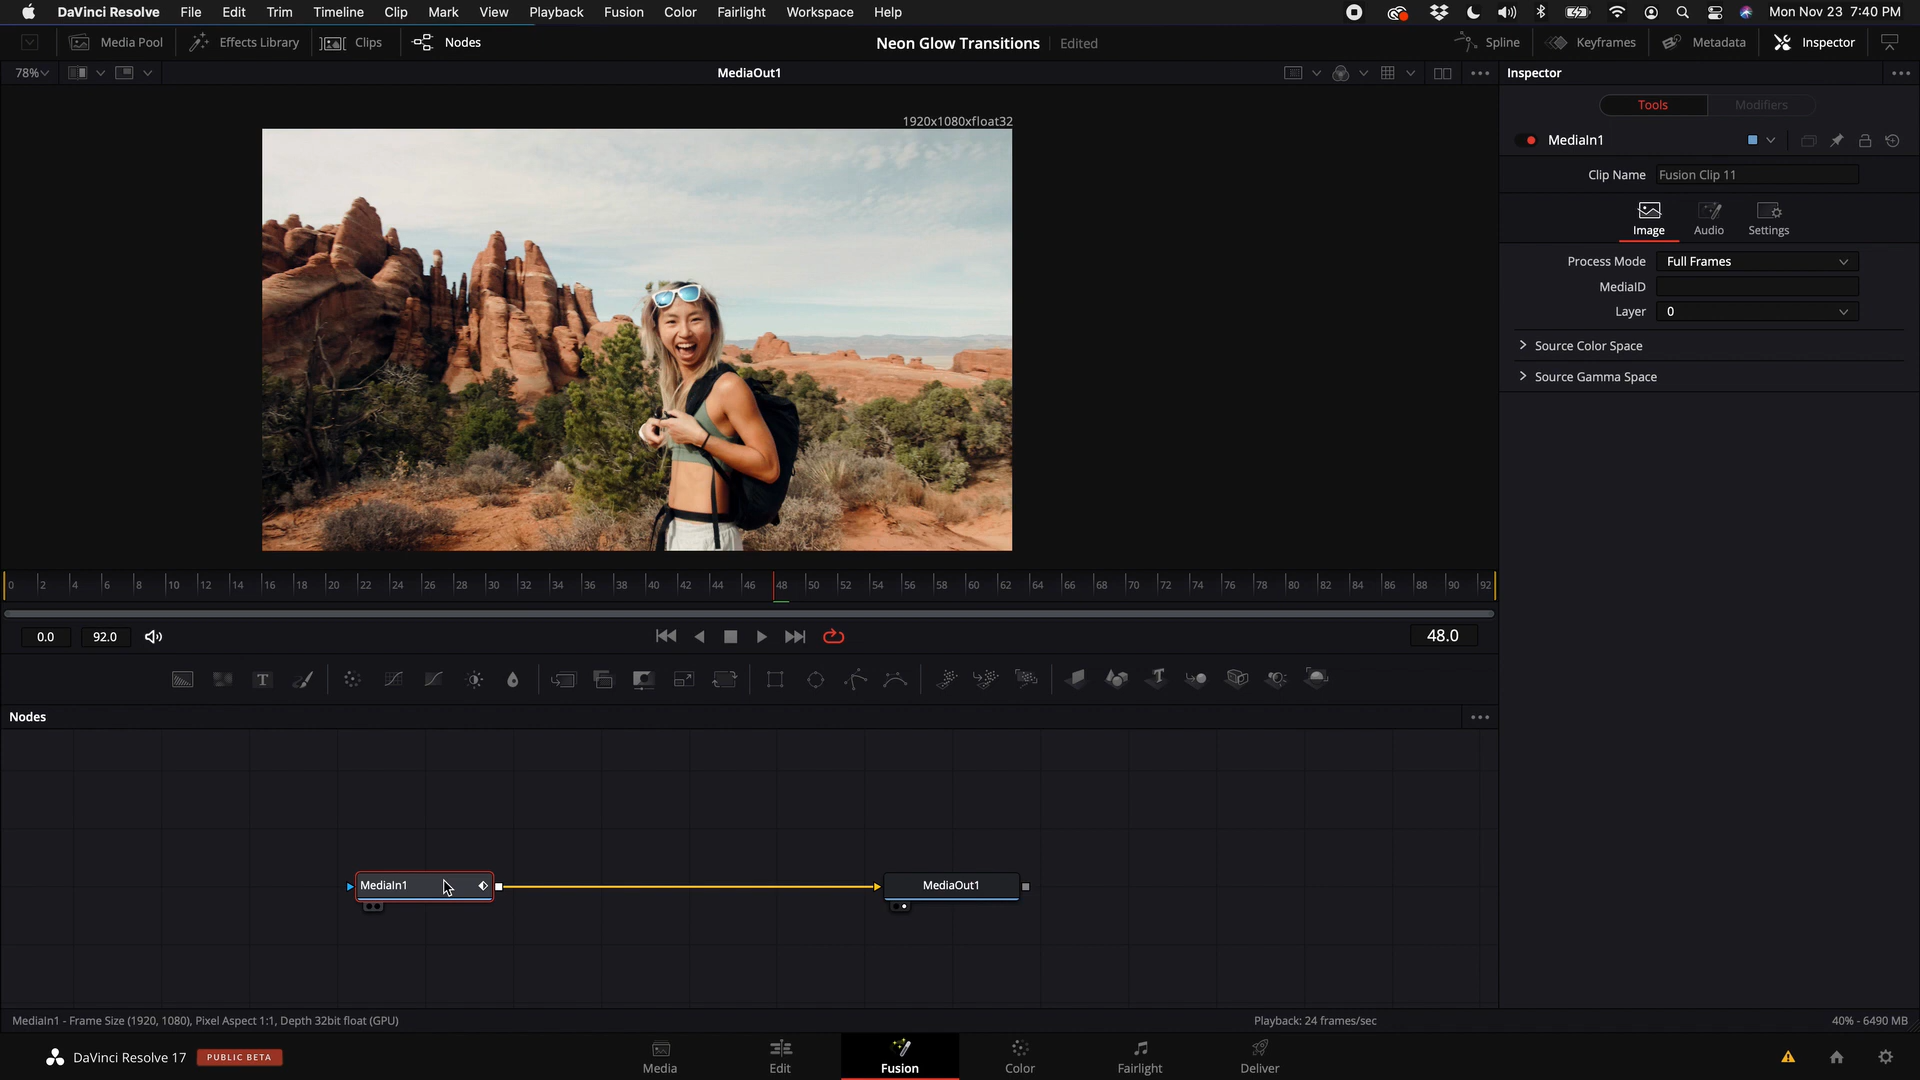 DaVinci Resolve File Edit Trim Timeline Clip Mark View Playback Fusion Color Fairlight Workspace Help Mon Nov 23 7:40 PM
Media Pool Effects Library Clips Nodes Neon Glow Transitions Edited Spline Keyframes Metadata Inspector
78% MediaOut1 Inspector
Tools Modifiers
1920x1080xfloat32
MediaIn1
Clip Name Fusion Clip 11
Image Audio Settings
Process Mode Full Frames
MediaID
Layer 0
Source Color Space
Source Gamma Space
0 2 4 6 8 10 12 14 16 18 20 22 24 26 28 30 32 34 36 38 40 42 44 46 48 50 52 54 56 58 60 62 64 66 68 70 72 74 76 78 80 82 84 86 88 90 92
0.0 92.0 48.0
Nodes
MediaIn1 MediaOut1
MediaIn1 - Frame Size (1920, 1080), Pixel Aspect 1:1, Depth 32bit float (GPU) Playback: 24 frames/sec 40% - 6490 MB
DaVinci Resolve 17 PUBLIC BETA Media Edit Fusion Color Fairlight Deliver